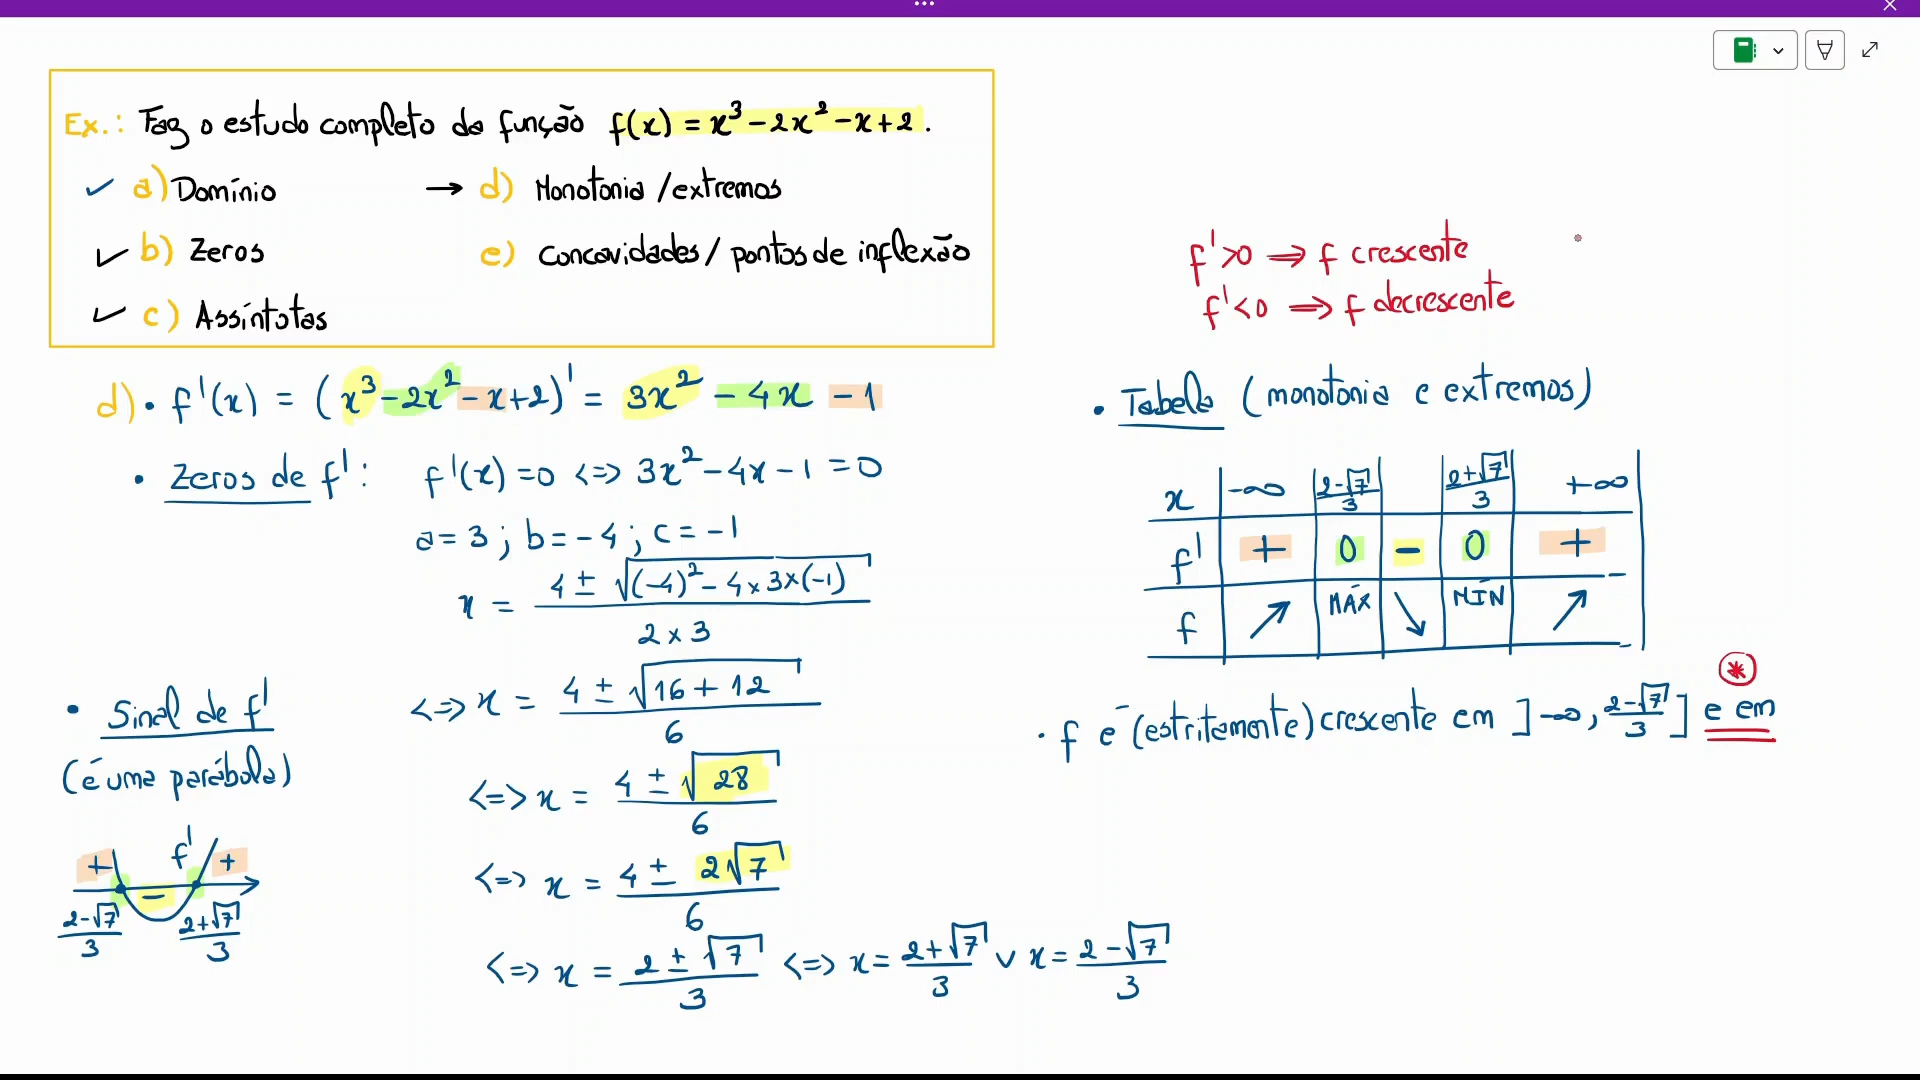 Ex.: Faz o estudo completo da função f(x) = x³ - 2x² - x + 2.
✓ a) Domínio
✓ b) Zeros
✓ c) Assíntotas
→ d) Monotonia / extremos
e) Concavidades / pontos de inflexão
d) • f'(x) = (x³ - 2x² - x + 2)' = 3x² - 4x - 1
• Zeros de f': f'(x) = 0 <=> 3x² - 4x - 1 = 0
a = 3 ; b = -4 ; c = -1
x = (4 ± √((-4)² - 4 × 3 × (-1))) / (2 × 3)
<=> x = (4 ± √(16 + 12)) / 6
<=> x = (4 ± √28) / 6
<=> x = (4 ± 2√7) / 6
<=> x = (2 ± √7) / 3 <=> x = (2 + √7) / 3 ∨ x = (2 - √7) / 3
• Sinal de f'
(é uma parábola)
f'
+ - +
(2 - √7) / 3 (2 + √7) / 3
f' > 0 => f crescente
f' < 0 => f decrescente
• Tabela (monotonia e extremos)
x | -∞ | (2 - √7) / 3 | | (2 + √7) / 3 | +∞
f' | + | 0 | - | 0 | +
f | ↗ | MÁX | ↘ | MÍN | ↗
• f é (estritamente) crescente em ]-∞, (2 - √7) / 3] e em
*